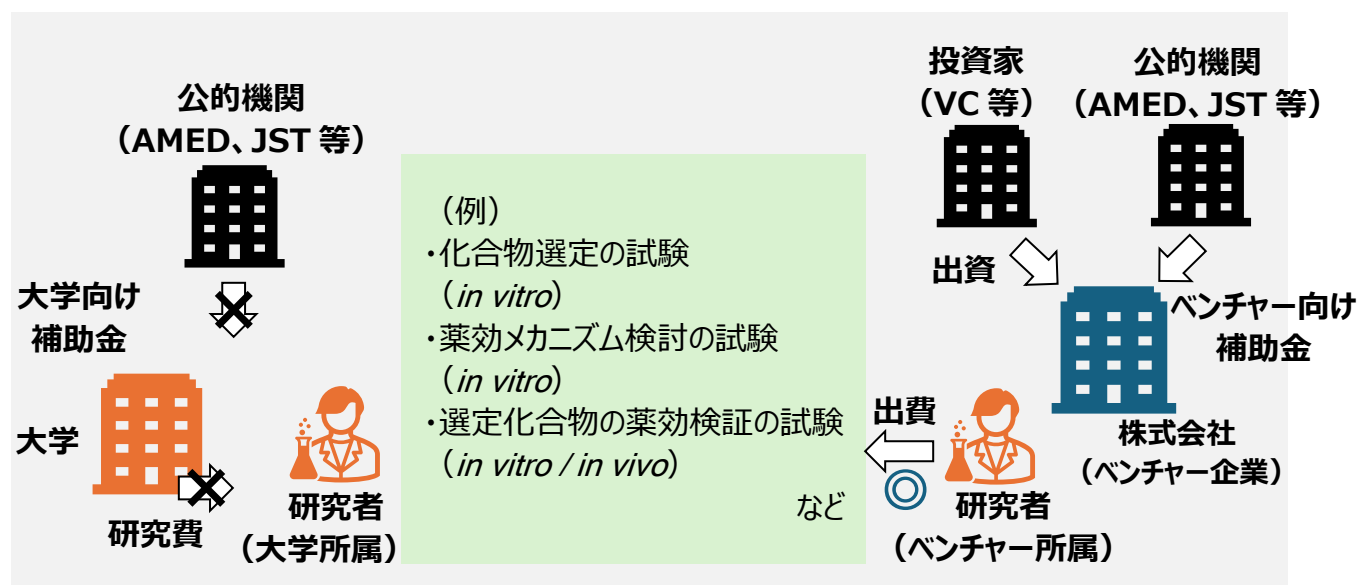 公的機関
（AMED、JST 等）
大学向け
補助金
大学
研究費
研究者
（大学所属）
（例）
・化合物選定の試験
（in vitro）
・薬効メカニズム検討の試験
（in vitro）
・選定化合物の薬効検証の試験
（in vitro / in vivo）
など
投資家
（VC 等）
公的機関
（AMED、JST 等）
出資
ベンチャー向け
補助金
株式会社
（ベンチャー企業）
出費
研究者
（ベンチャー所属）